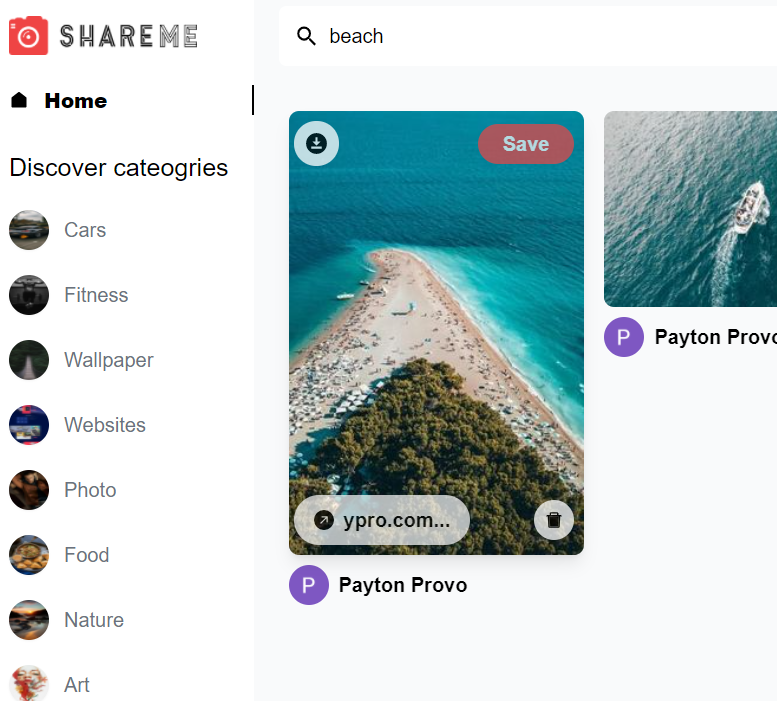 SHAREME
beach
Home
Discover cateogries
Cars
Fitness
Wallpaper
Websites
Photo
Food
Nature
Art
Save
ypro.com...
P
Payton Provo
P
Payton